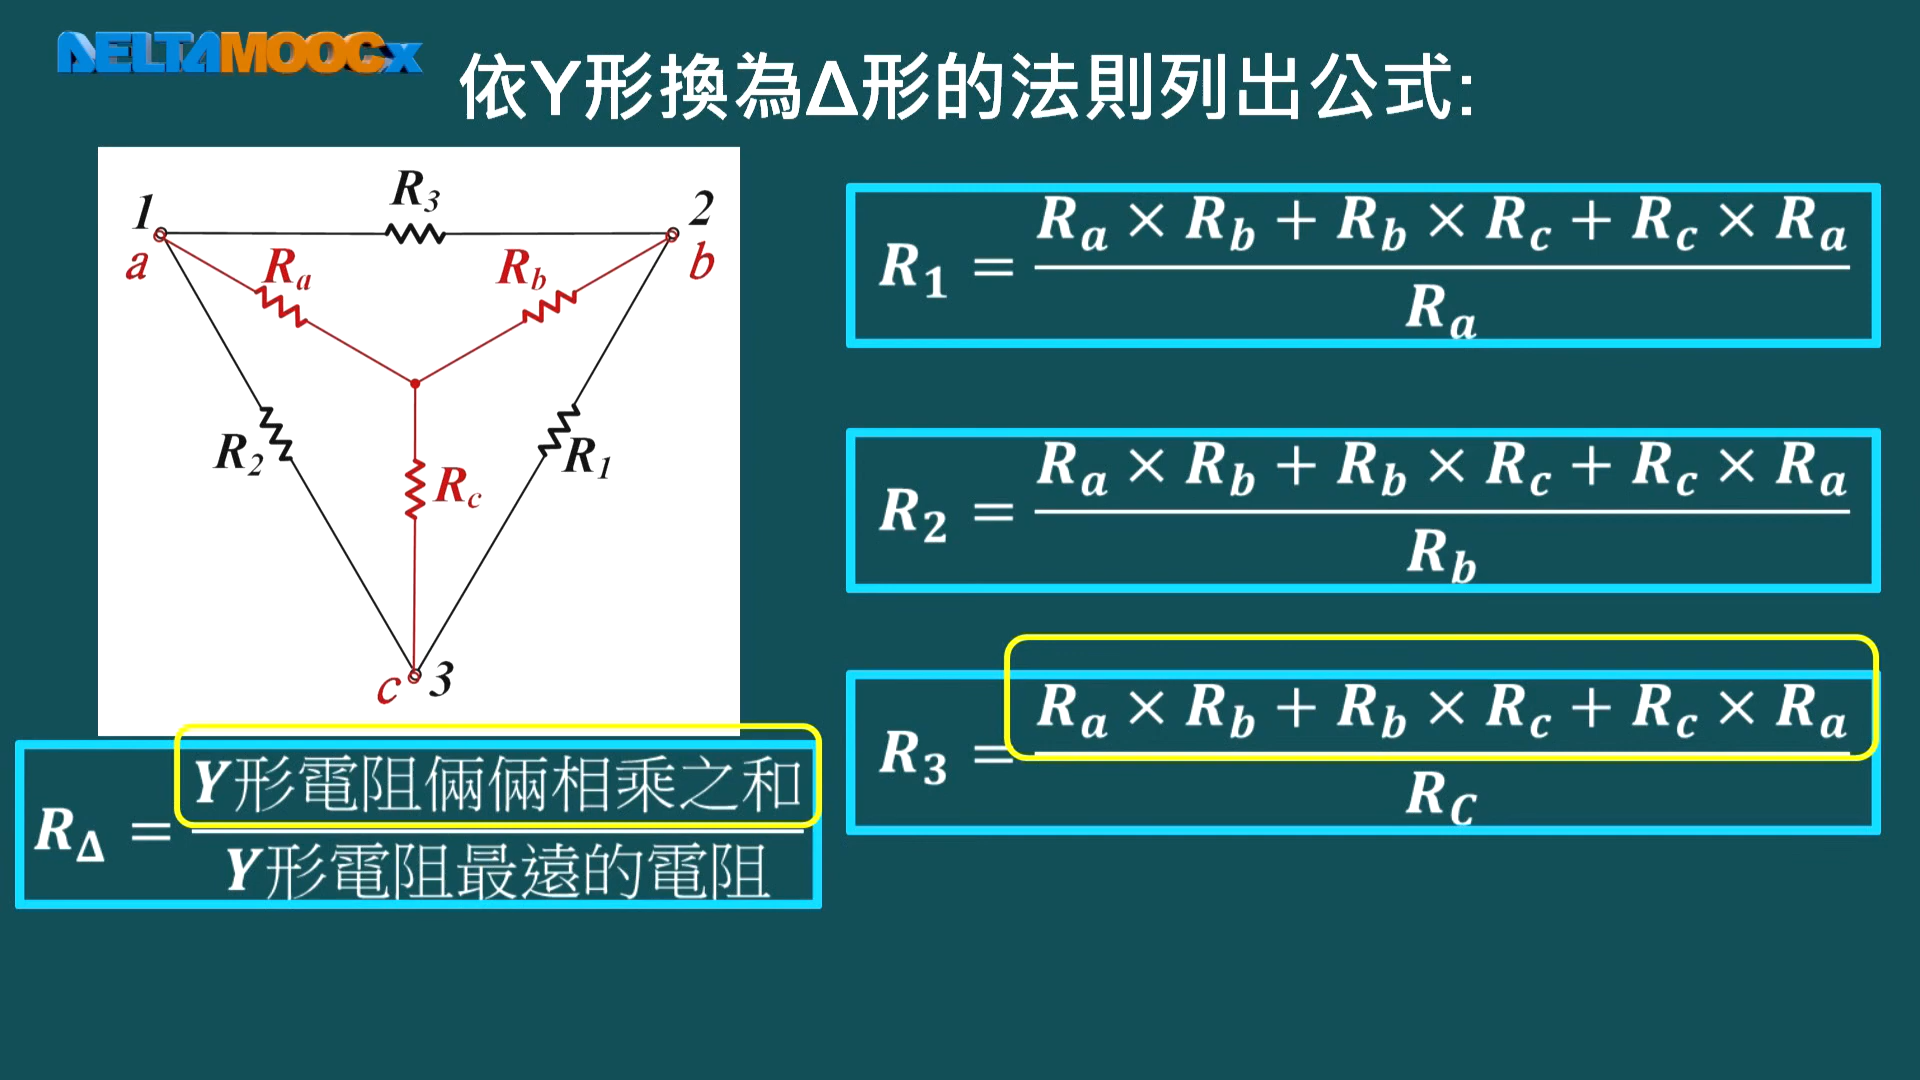 DELTAMOOCx
依Y形換為Δ形的法則列出公式:
R3
1
2
a
Ra
Rb
b
R2
R1
Rc
c
3
RΔ = Y形電阻倆倆相乘之和
Y形電阻最遠的電阻
R1 = Ra × Rb + Rb × Rc + Rc × Ra
Ra
R2 = Ra × Rb + Rb × Rc + Rc × Ra
Rb
R3 = Ra × Rb + Rb × Rc + Rc × Ra
RC